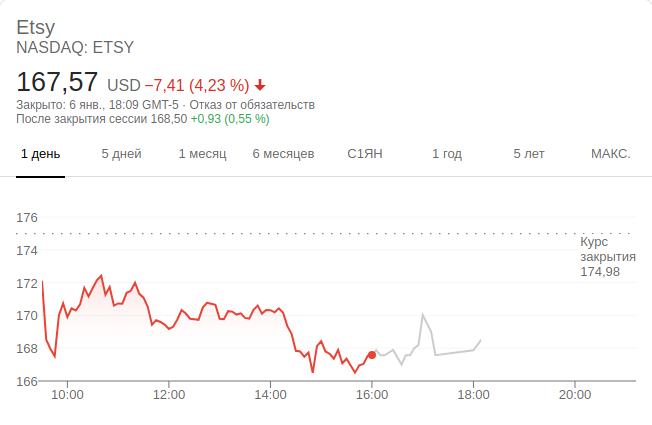 Etsy
NASDAQ: ETSY
167,57 USD −7,41 (4,23 %)
Закрыто: 6 янв., 18:09 GMT-5 · Отказ от обязательств
После закрытия сессии 168,50 +0,93 (0,55 %)
1 день 5 дней 1 месяц 6 месяцев С1ЯН 1 год 5 лет МАКС.
176
Курс
закрытия
174,98
174
172
170
168
166
10:00 12:00 14:00 16:00 18:00 20:00